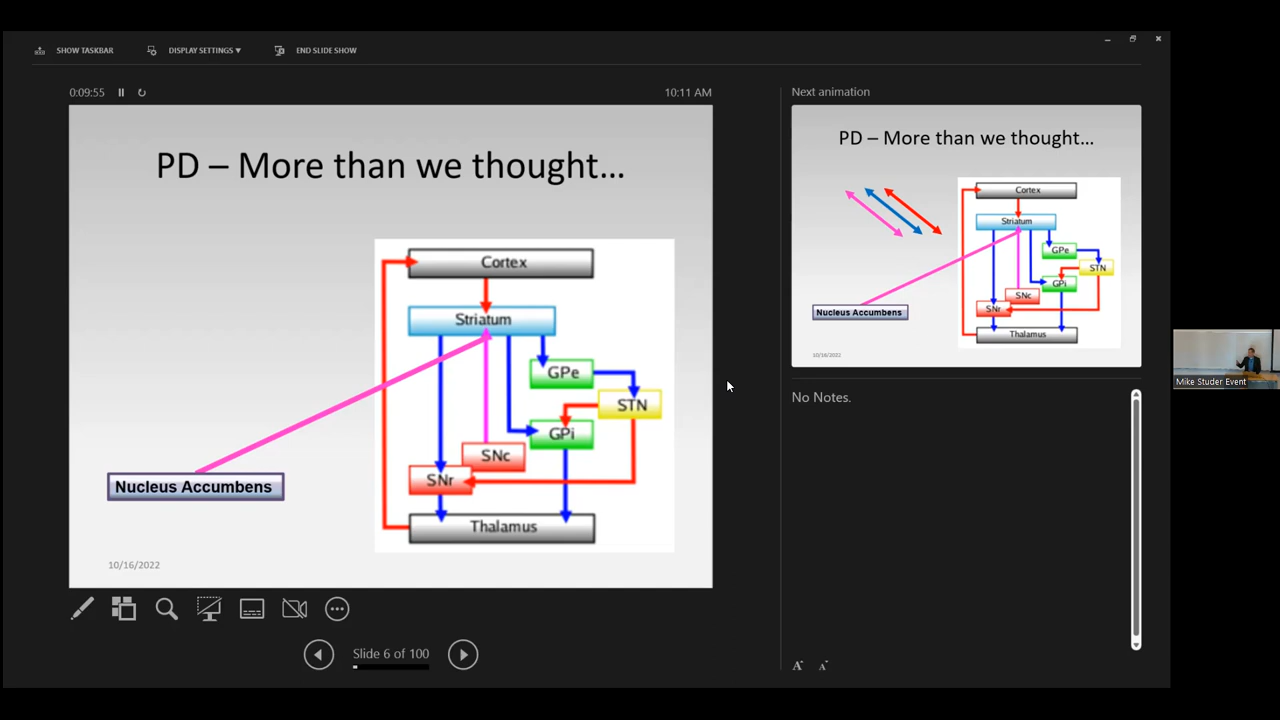 SHOW TASKBAR
DISPLAY SETTINGS ▾
END SLIDE SHOW
0:09:55
10:11 AM
PD – More than we thought...
Cortex
Striatum
GPe
STN
GPi
SNc
SNr
Nucleus Accumbens
Thalamus
10/16/2022
Slide 6 of 100
Next animation
PD – More than we thought...
Cortex
Striatum
GPe
STN
GPi
SNc
SNr
Nucleus Accumbens
Thalamus
10/16/2022
No Notes.
A A
Mike Studer Event